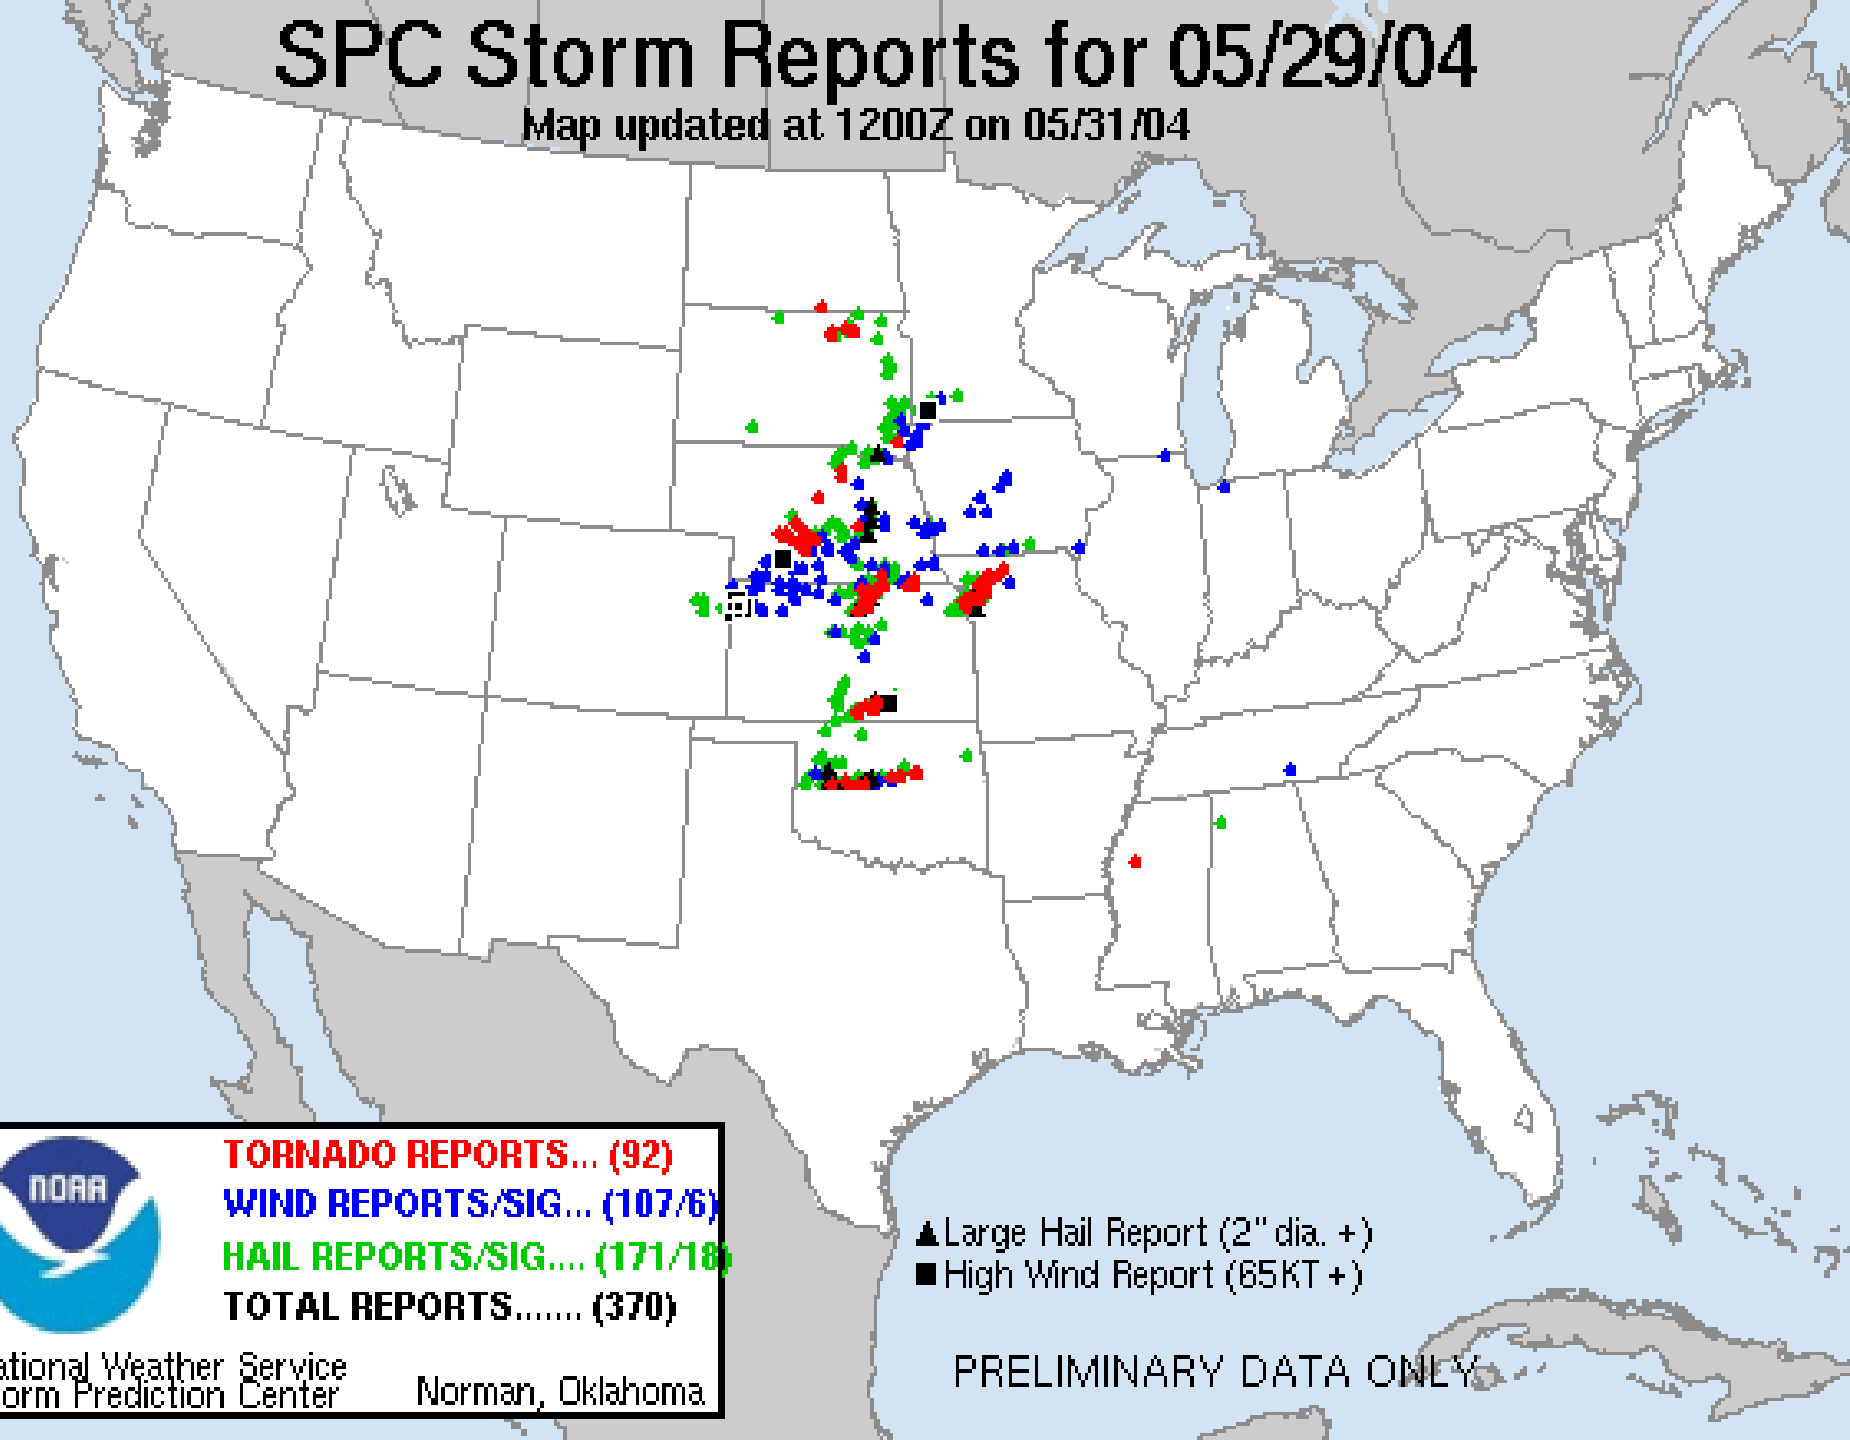 SPC Storm Reports for 05/29/04
Map updated at 1200Z on 05/31/04
NOAA
TORNADO REPORTS... (92)
WIND REPORTS/SIG... (107/6)
HAIL REPORTS/SIG.... (171/18)
TOTAL REPORTS....... (370)
ational Weather Service
orm Prediction Center
Norman, Oklahoma
Large Hail Report (2" dia. +)
High Wind Report (65KT +)
PRELIMINARY DATA ONLY